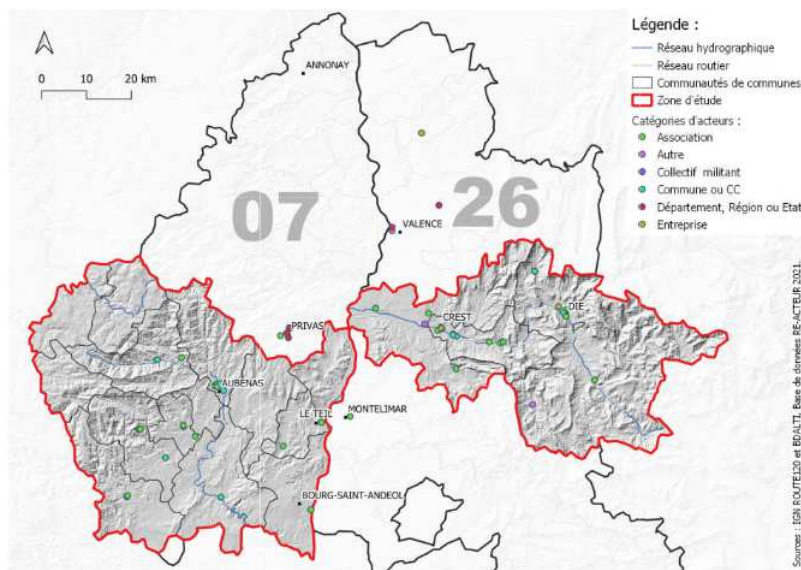 Légende :
Réseau hydrographique
Réseau routier
Communautés de communes
Zone d'étude
Catégories d'acteurs :
Association
Autre
Collectif militant
Commune ou CC
Département, Région ou Etat
Entreprise
0 10 20 km
ANNONAY
07
26
VALENCE
PRIVAS
CREST
DIE
AUBENAS
LE TEIL
MONTELIMAR
BOURG-SAINT-ANDEOL
Sources : IGN ROUTE120 et BDALTI, Base de données RE-ACTEUR 2021.